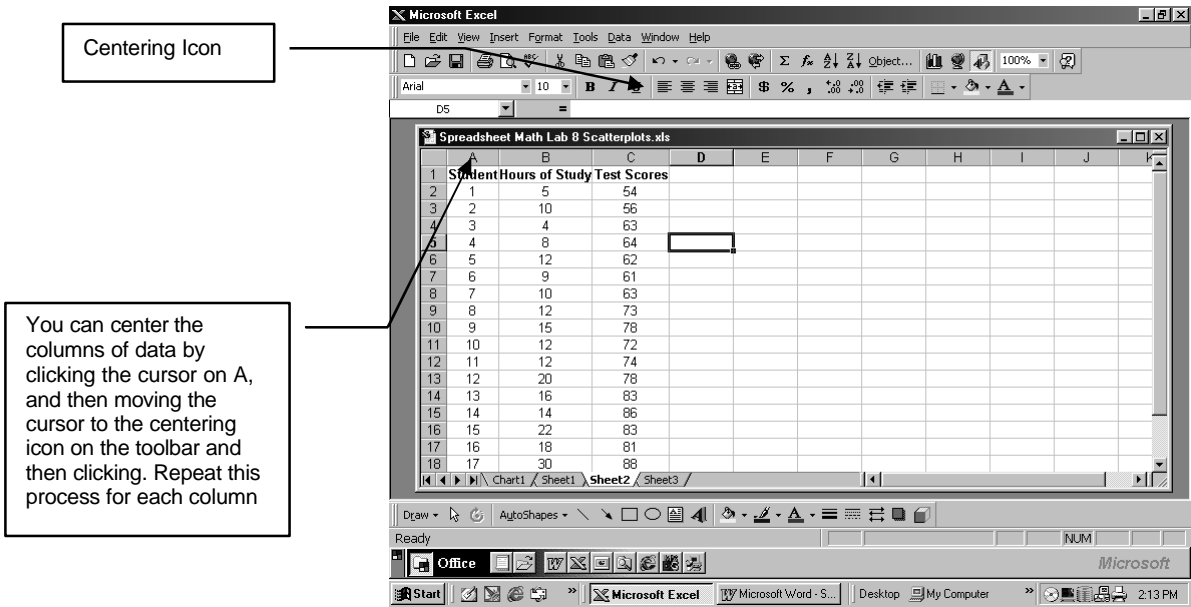 Centering Icon
You can center the
columns of data by
clicking the cursor on A,
and then moving the
cursor to the centering
icon on the toolbar and
then clicking. Repeat this
process for each column
Microsoft Excel
File Edit View Insert Format Tools Data Window Help
Object... 100%
Arial 10 B I U $ % ,
D5 =
Spreadsheet Math Lab 8 Scatterplots.xls
A B C D E F G H I J K
1 Student Hours of Study Test Scores
2 1 5 54
3 2 10 56
4 3 4 63
5 4 8 64
6 5 12 62
7 6 9 61
8 7 10 63
9 8 12 73
10 9 15 78
11 10 12 72
12 11 12 74
13 12 20 78
14 13 16 83
15 14 14 86
16 15 22 83
17 16 18 81
18 17 30 88
Chart1 Sheet1 Sheet2 Sheet3
Draw AutoShapes
Ready NUM
Office Microsoft
Start Microsoft Excel Microsoft Word - S... Desktop My Computer 2:13 PM